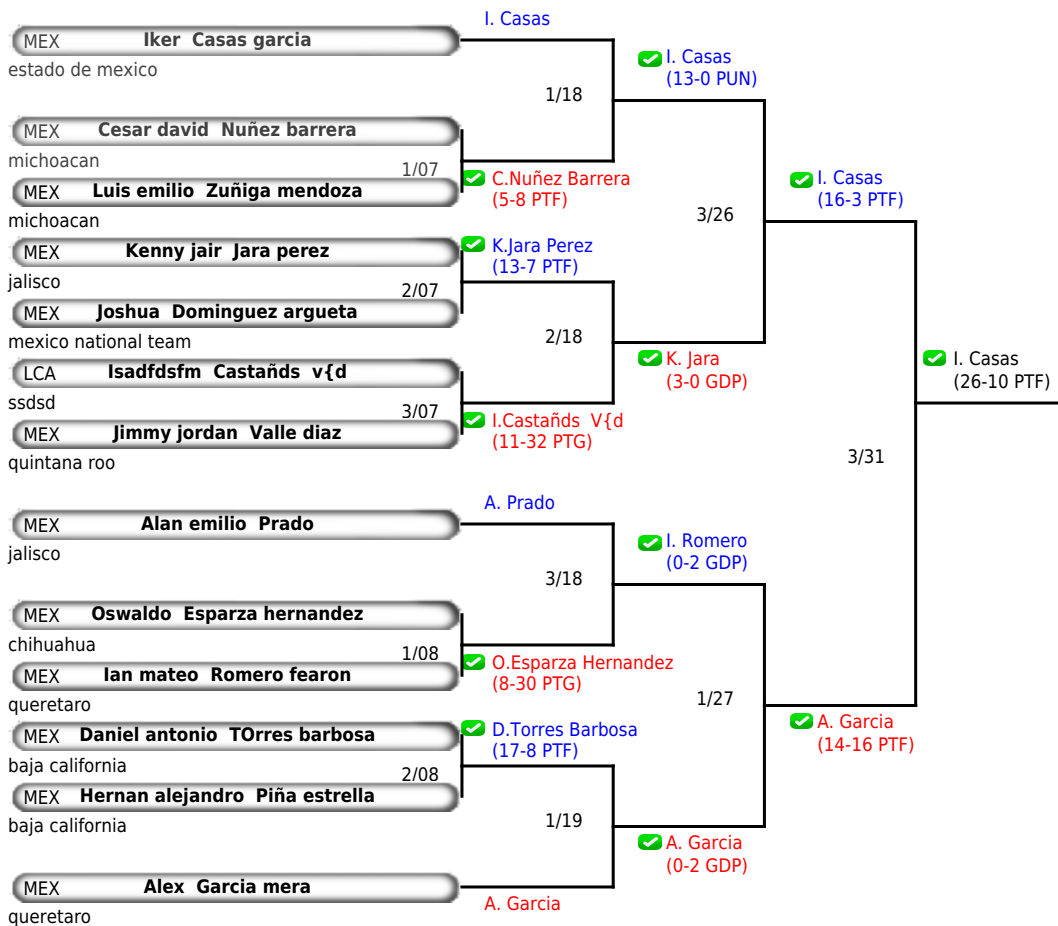 I. Casas
MEX Iker Casas garcia
estado de mexico
I. Casas
(13-0 PUN)
1/18
MEX Cesar david Nuñez barrera
michoacan
1/07
C.Nuñez Barrera
(5-8 PTF)
MEX Luis emilio Zuñiga mendoza
michoacan
I. Casas
(16-3 PTF)
3/26
MEX Kenny jair Jara perez
jalisco
K.Jara Perez
(13-7 PTF)
2/07
MEX Joshua Dominguez argueta
mexico national team
2/18
K. Jara
(3-0 GDP)
LCA Isadfdsfm Castañds v{d
ssdsd
3/07
I.Castañds V{d
(11-32 PTG)
MEX Jimmy jordan Valle diaz
quintana roo
I. Casas
(26-10 PTF)
3/31
A. Prado
MEX Alan emilio Prado
jalisco
I. Romero
(0-2 GDP)
3/18
MEX Oswaldo Esparza hernandez
chihuahua
1/08
O.Esparza Hernandez
(8-30 PTG)
MEX Ian mateo Romero fearon
queretaro
1/27
A. Garcia
(14-16 PTF)
MEX Daniel antonio TOrres barbosa
baja california
D.Torres Barbosa
(17-8 PTF)
2/08
MEX Hernan alejandro Piña estrella
baja california
1/19
A. Garcia
(0-2 GDP)
MEX Alex Garcia mera
queretaro
A. Garcia